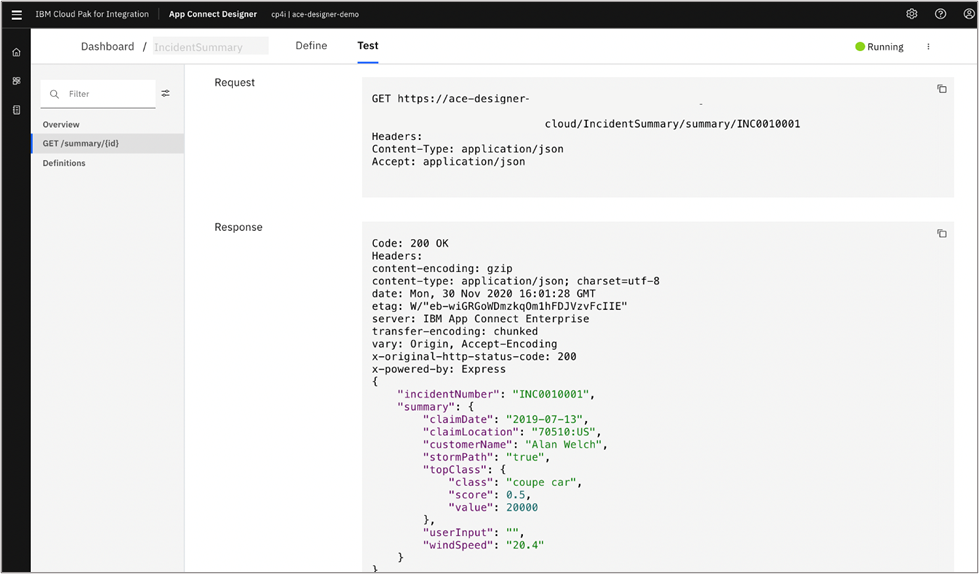 IBM Cloud Pak for Integration App Connect Designer cp4i | ace-designer-demo
Dashboard / IncidentSummary Define Test Running
Filter
Overview
GET /summary/{id}
Definitions
Request
GET https://ace-designer-
cloud/IncidentSummary/summary/INC0010001
Headers:
Content-Type: application/json
Accept: application/json
Response
Code: 200 OK
Headers:
content-encoding: gzip
content-type: application/json; charset=utf-8
date: Mon, 30 Nov 2020 16:01:28 GMT
etag: W/"eb-wiGRGoWDmzkqOm1hFDJVzvFcIIE"
server: IBM App Connect Enterprise
transfer-encoding: chunked
vary: Origin, Accept-Encoding
x-original-http-status-code: 200
x-powered-by: Express
{
"incidentNumber": "INC0010001",
"summary": {
"claimDate": "2019-07-13",
"claimLocation": "70510:US",
"customerName": "Alan Welch",
"stormPath": "true",
"topClass": {
"class": "coupe car",
"score": 0.5,
"value": 20000
},
"userInput": "",
"windSpeed": "20.4"
}
}